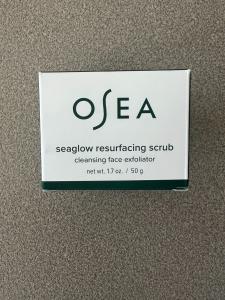 OSEA
seaglow resurfacing scrub
cleansing face exfoliator
net wt. 1.7 oz. / 50 g